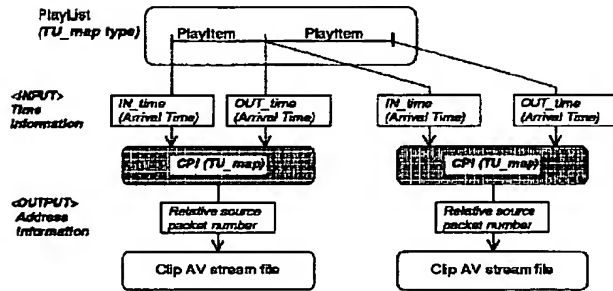 PlayList
(TU_map type)
PlayItem PlayItem
<INPUT>
Time
Information
IN_time
(Arrival Time)
OUT_time
(Arrival Time)
IN_time
(Arrival Time)
OUT_time
(Arrival Time)
CPI (TU_map)
CPI (TU_map)
<OUTPUT>
Address
Information
Relative source
packet number
Relative source
packet number
Clip AV stream file
Clip AV stream file